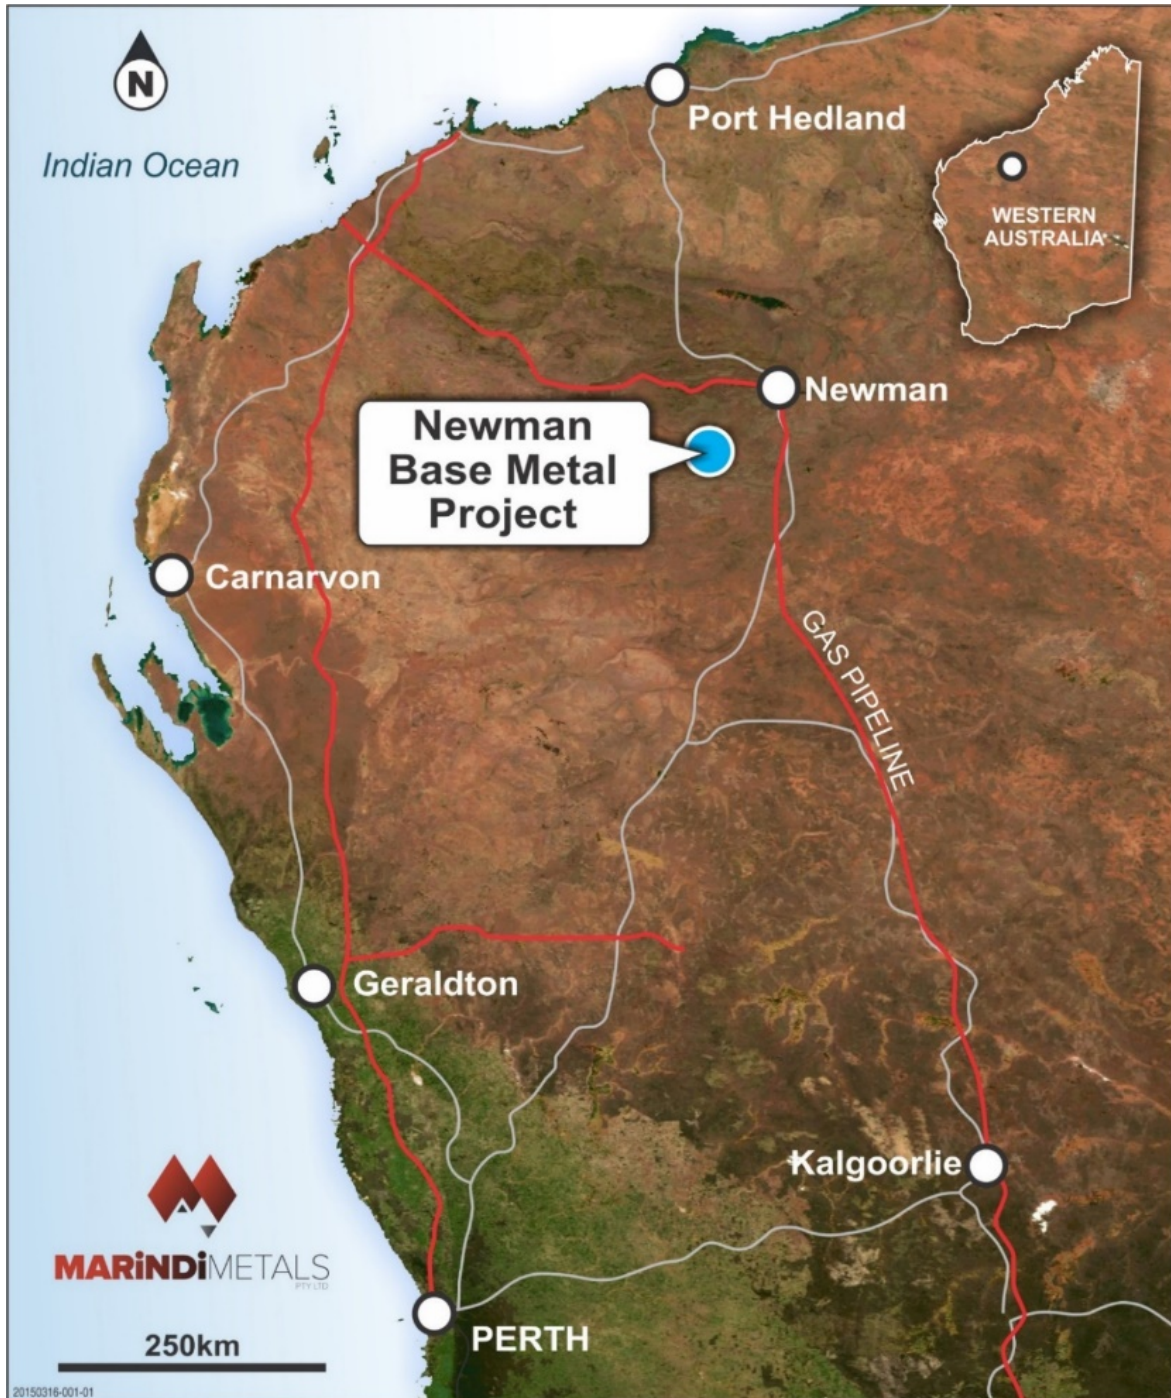 N
Indian Ocean
Port Hedland
WESTERN
AUSTRALIA
Newman
Newman
Base Metal
Project
Carnarvon
GAS PIPELINE
Geraldton
Kalgoorlie
MARiNDiMETALS
PTY LTD
PERTH
250km
20150316-001-01